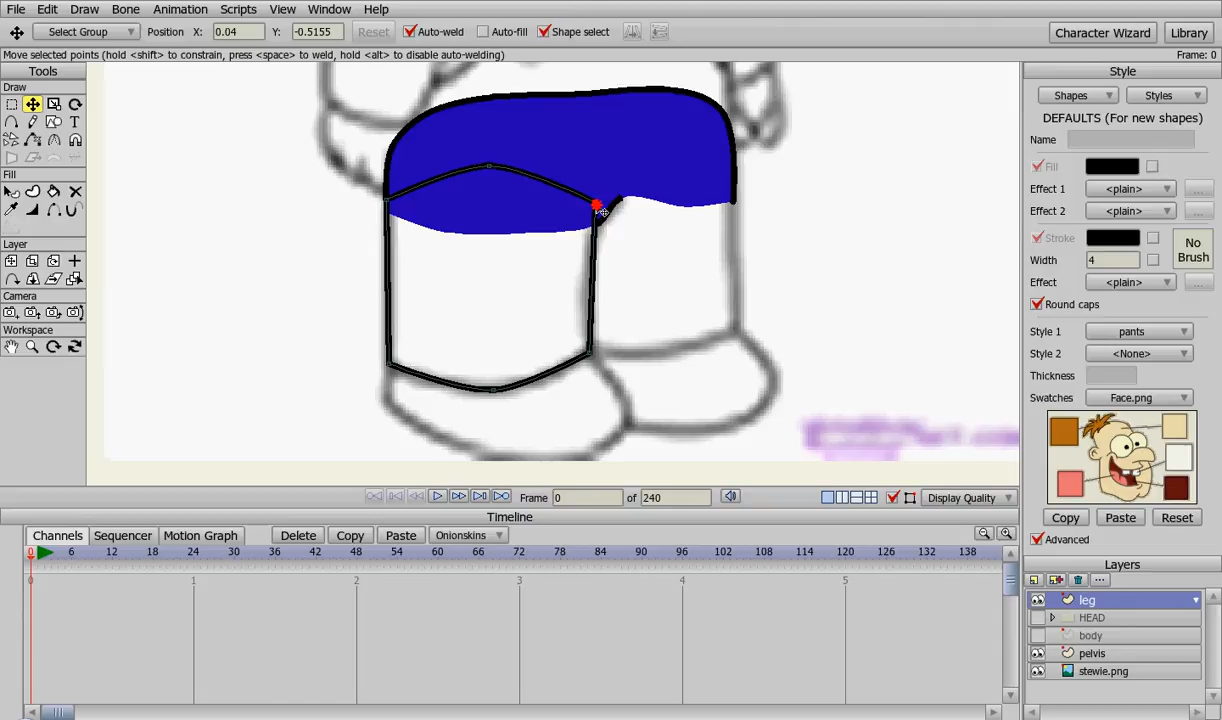 File Edit Draw Bone Animation Scripts View Window Help
Select Group Position X: 0.04 Y: -0.5155 Reset Auto-weld Auto-fill Shape select Character Wizard Library
Move selected points (hold <shift> to constrain, press <space> to weld, hold <alt> to disable auto-welding) Frame: 0
Tools
Draw
T
Fill
Layer
Camera
Workspace
Style
Shapes Styles
DEFAULTS (For new shapes)
Name
Fill
Effect 1 <plain> ...
Effect 2 <plain> ...
Stroke
No Brush
Width 4
Effect <plain> ...
Round caps
Style 1 pants
Style 2 <None>
Thickness
Swatches Face.png
Copy Paste Reset
Advanced
Frame 0 of 240 Display Quality
Timeline
Channels Sequencer Motion Graph Delete Copy Paste Onionskins
0 6 12 18 24 30 36 42 48 54 60 66 72 78 84 90 96 102 108 114 120 126 132 138
0 1 2 3 4 5
Layers
...
leg
HEAD
body
pelvis
stewie.png